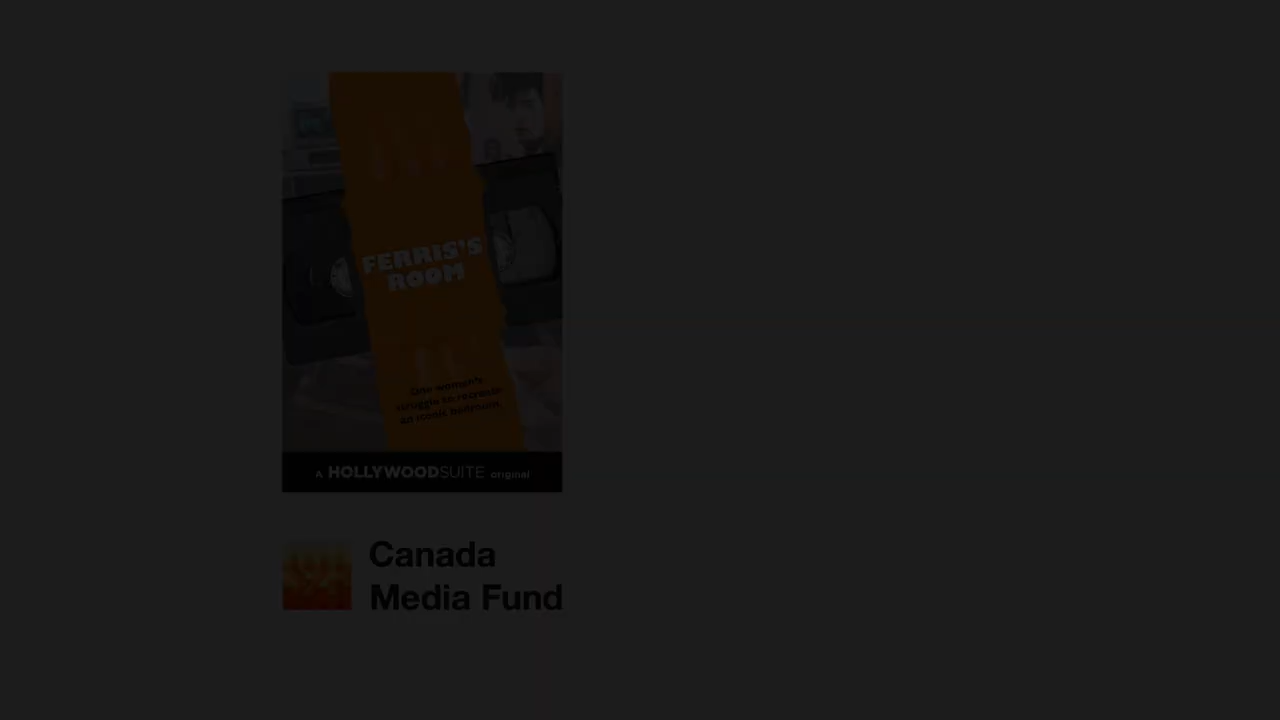 FERRIS'S
ROOM
One woman's
struggle to recreate
an iconic bedroom.
A HOLLYWOODSUITE original
Canada
Media Fund